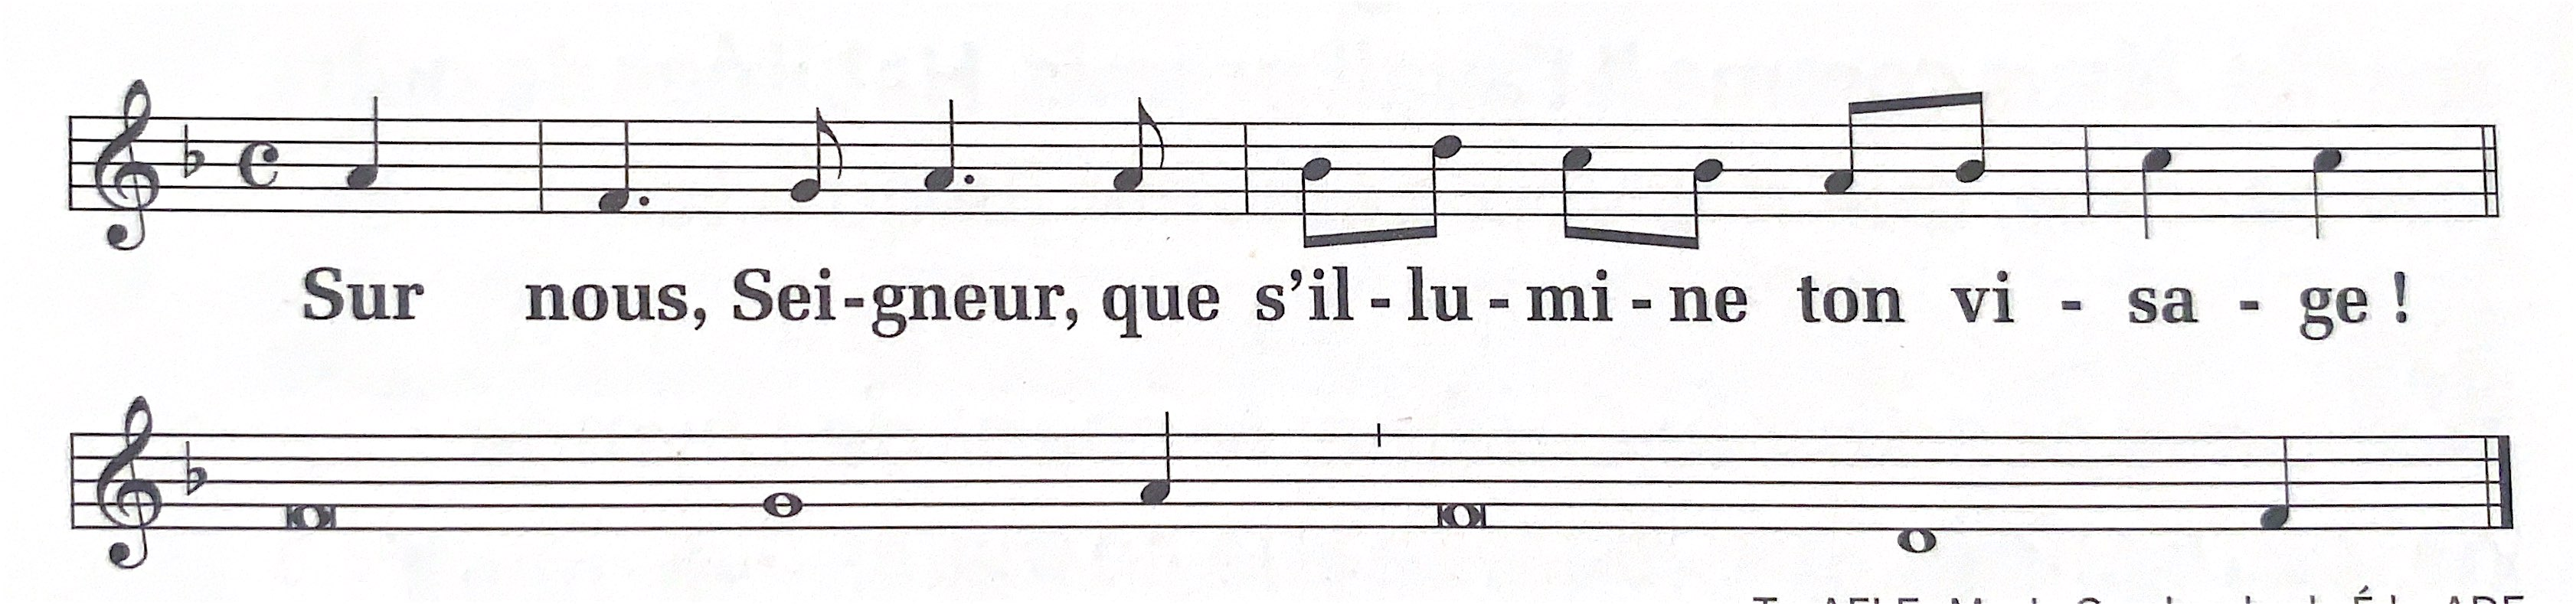 Sur nous, Sei-gneur, que s'il - lu - mi - ne ton vi - sa - ge !